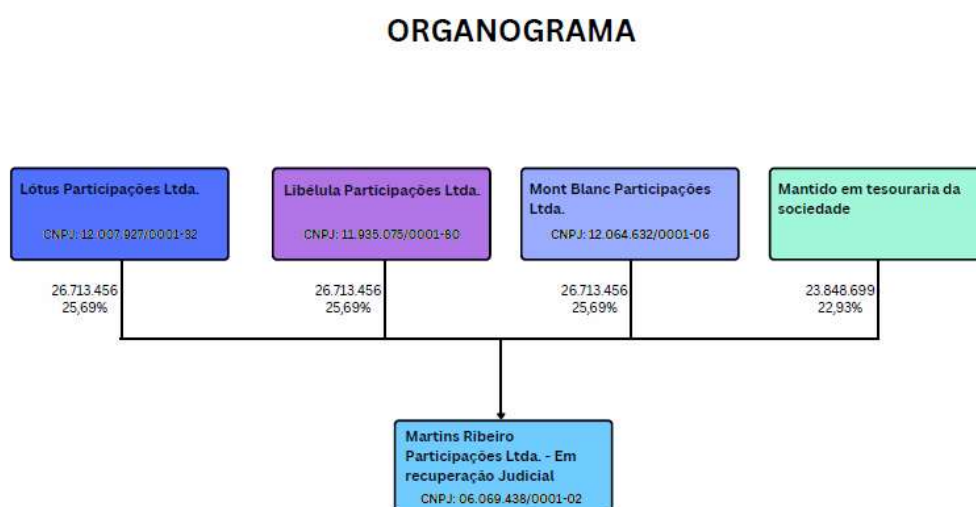 ORGANOGRAMA
Lótus Participações Ltda.
CNPJ: 12.007.927/0001-92
Libélula Participações Ltda.
CNPJ: 11.935.075/0001-60
Mont Blanc Participações
Ltda.
CNPJ: 12.064.632/0001-06
Mantido em tesouraria da
sociedade
26.713.456
25,69%
26.713.456
25,69%
26.713.456
25,69%
23.848.699
22,93%
Martins Ribeiro
Participações Ltda. - Em
recuperação Judicial
CNPJ: 06.069.438/0001-02